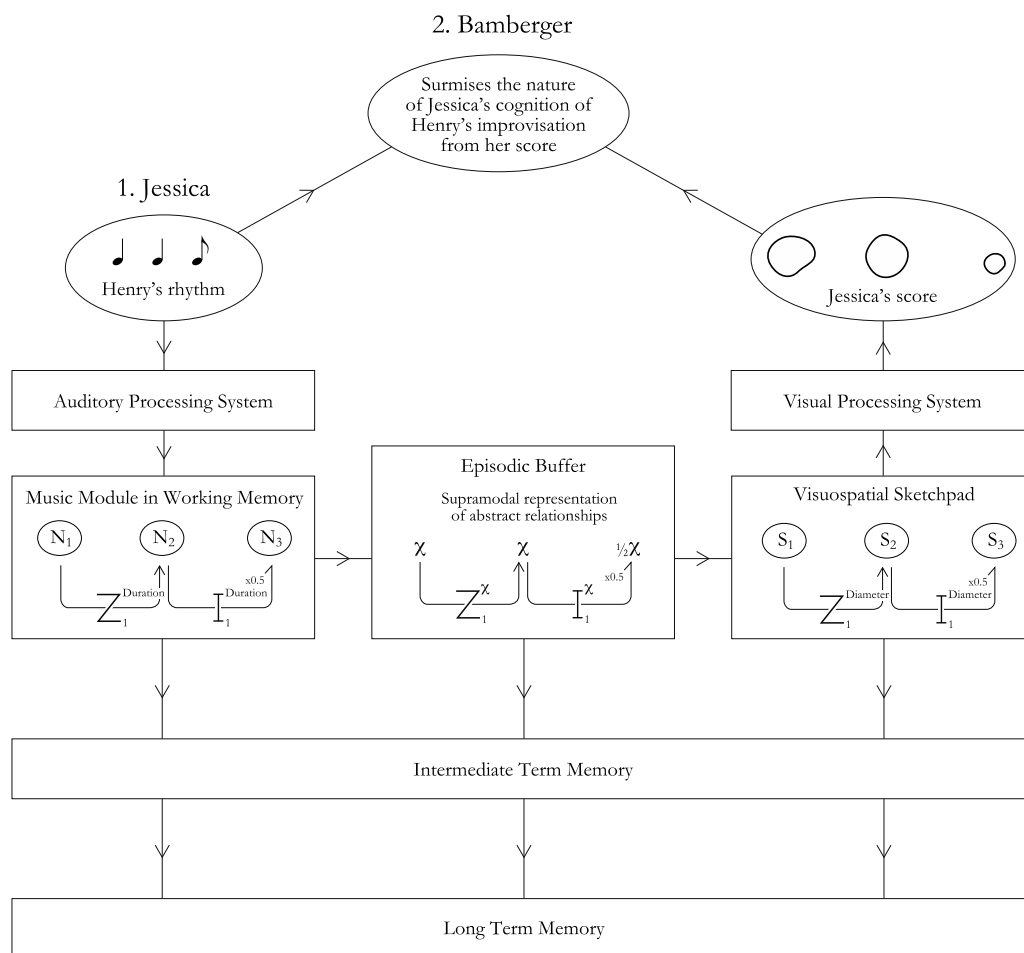 2. Bamberger
Surmises the nature
of Jessica’s cognition of
Henry’s improvisation
from her score
1. Jessica
Henry’s rhythm
Jessica’s score
Auditory Processing System
Visual Processing System
Music Module in Working Memory
N₁ N₂ N₃
Z Duration 1
I Duration x0.5 1
Episodic Buffer
Supramodal representation
of abstract relationships
χ χ ½χ
Z χ 1
I χ x0.5 1
Visuospatial Sketchpad
S₁ S₂ S₃
Z Diameter 1
I Diameter x0.5 1
Intermediate Term Memory
Long Term Memory